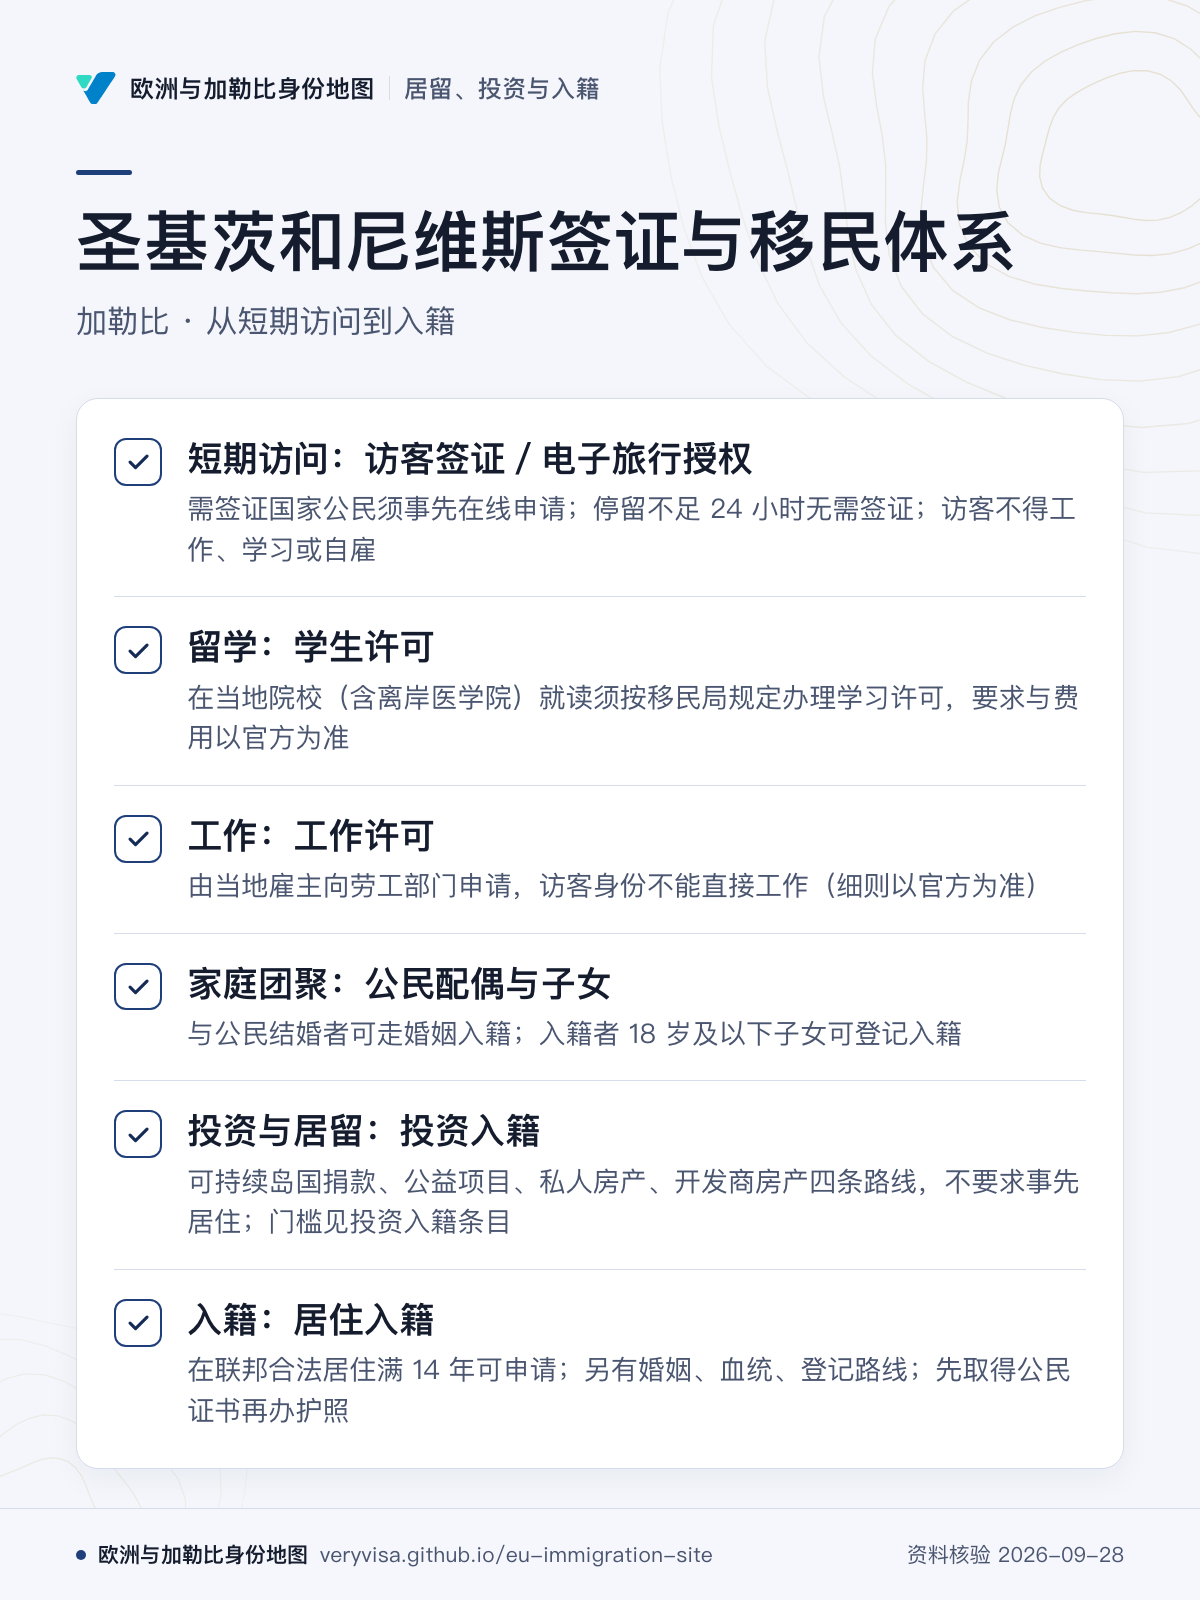 欧洲与加勒比身份地图 居留、投资与入籍
圣基茨和尼维斯签证与移民体系
加勒比 · 从短期访问到入籍
短期访问：访客签证 / 电子旅行授权
需签证国家公民须事先在线申请；停留不足 24 小时无需签证；访客不得工
作、学习或自雇
留学：学生许可
在当地院校（含离岸医学院）就读须按移民局规定办理学习许可，要求与费
用以官方为准
工作：工作许可
由当地雇主向劳工部门申请，访客身份不能直接工作（细则以官方为准）
家庭团聚：公民配偶与子女
与公民结婚者可走婚姻入籍；入籍者 18 岁及以下子女可登记入籍
投资与居留：投资入籍
可持续岛国捐款、公益项目、私人房产、开发商房产四条路线，不要求事先
居住；门槛见投资入籍条目
入籍：居住入籍
在联邦合法居住满 14 年可申请；另有婚姻、血统、登记路线；先取得公民
证书再办护照
欧洲与加勒比身份地图 veryvisa.github.io/eu-immigration-site
资料核验 2026-09-28